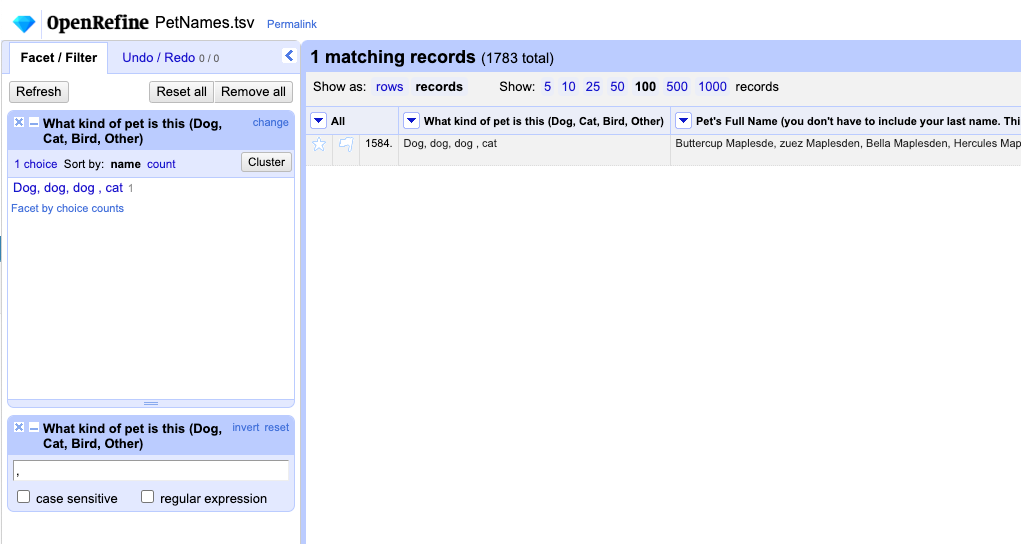 OpenRefine PetNames.tsv Permalink
Facet / Filter Undo / Redo 0 / 0
Refresh Reset all Remove all
What kind of pet is this (Dog, Cat, Bird, Other) change
1 choice Sort by: name count Cluster
Dog, dog, dog , cat 1
Facet by choice counts
What kind of pet is this (Dog, Cat, Bird, Other) invert reset
,
case sensitive regular expression
1 matching records (1783 total)
Show as: rows records Show: 5 10 25 50 100 500 1000 records
All What kind of pet is this (Dog, Cat, Bird, Other) Pet's Full Name (you don't have to include your last name. Thi
1584. Dog, dog, dog , cat Buttercup Maplesde, zuez Maplesden, Bella Maplesden, Hercules Map